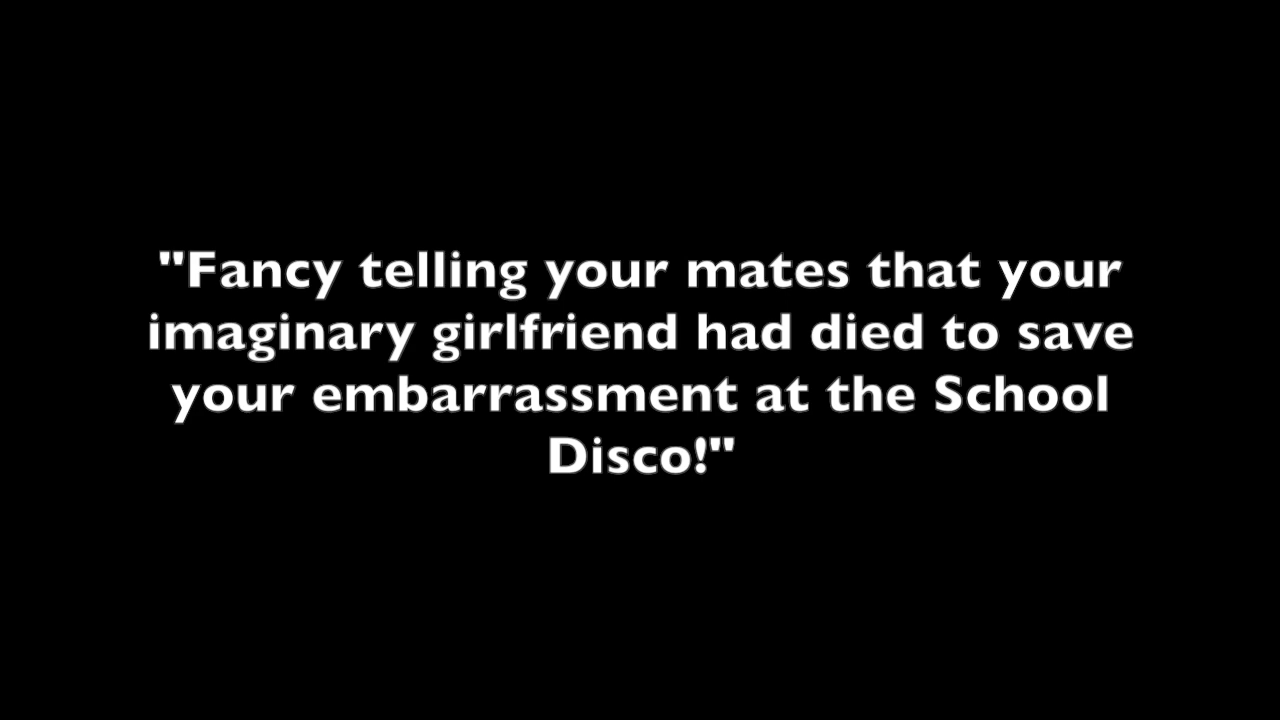 "Fancy telling your mates that your
imaginary girlfriend had died to save
your embarrassment at the School
Disco!"